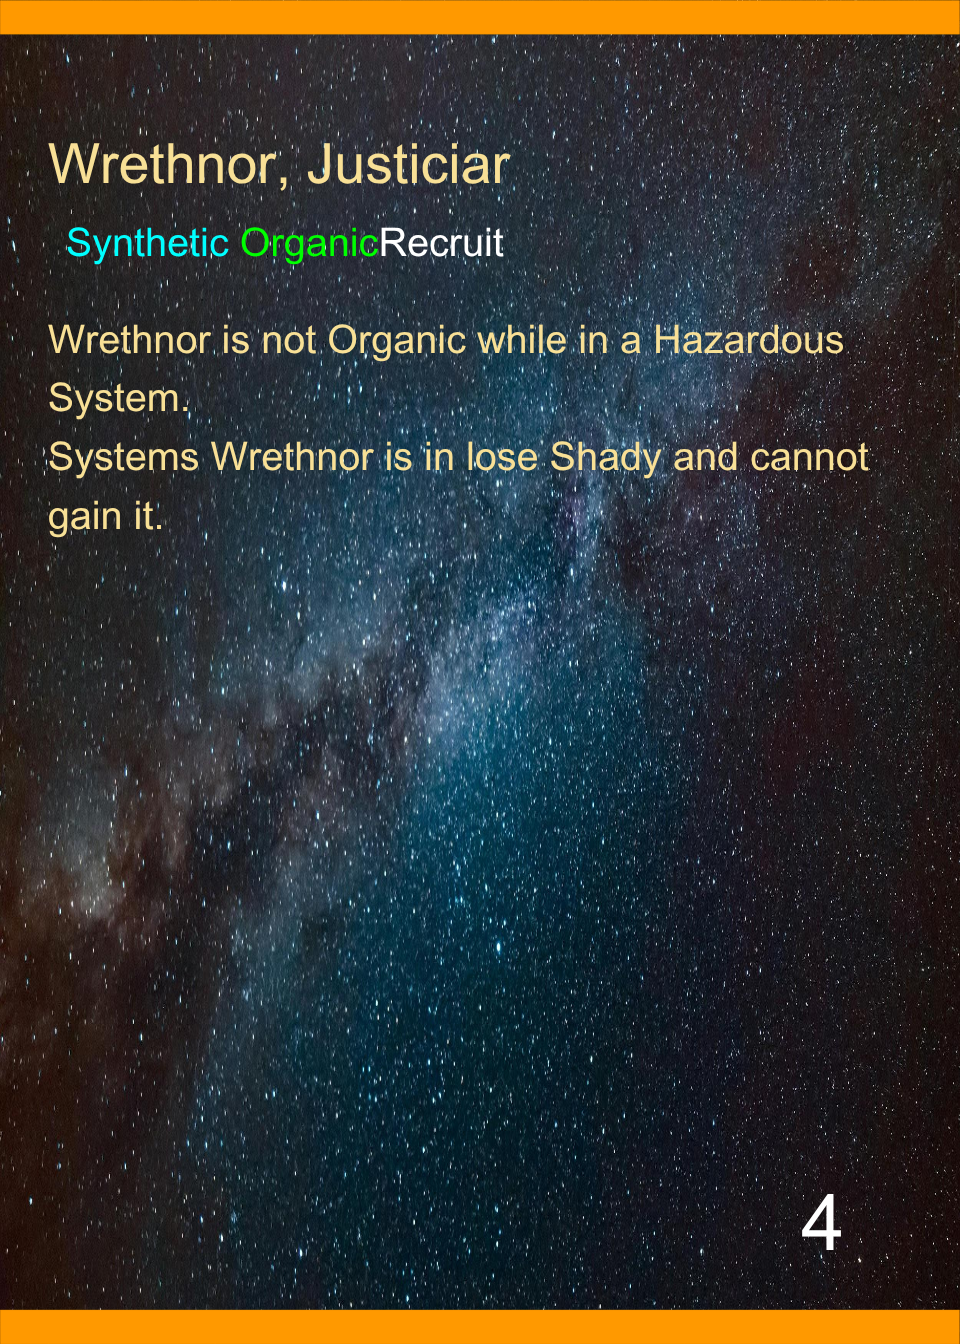 Wrethnor, Justiciar
Synthetic OrganicRecruit
Wrethnor is not Organic while in a Hazardous
System.
Systems Wrethnor is in lose Shady and cannot
gain it.
4